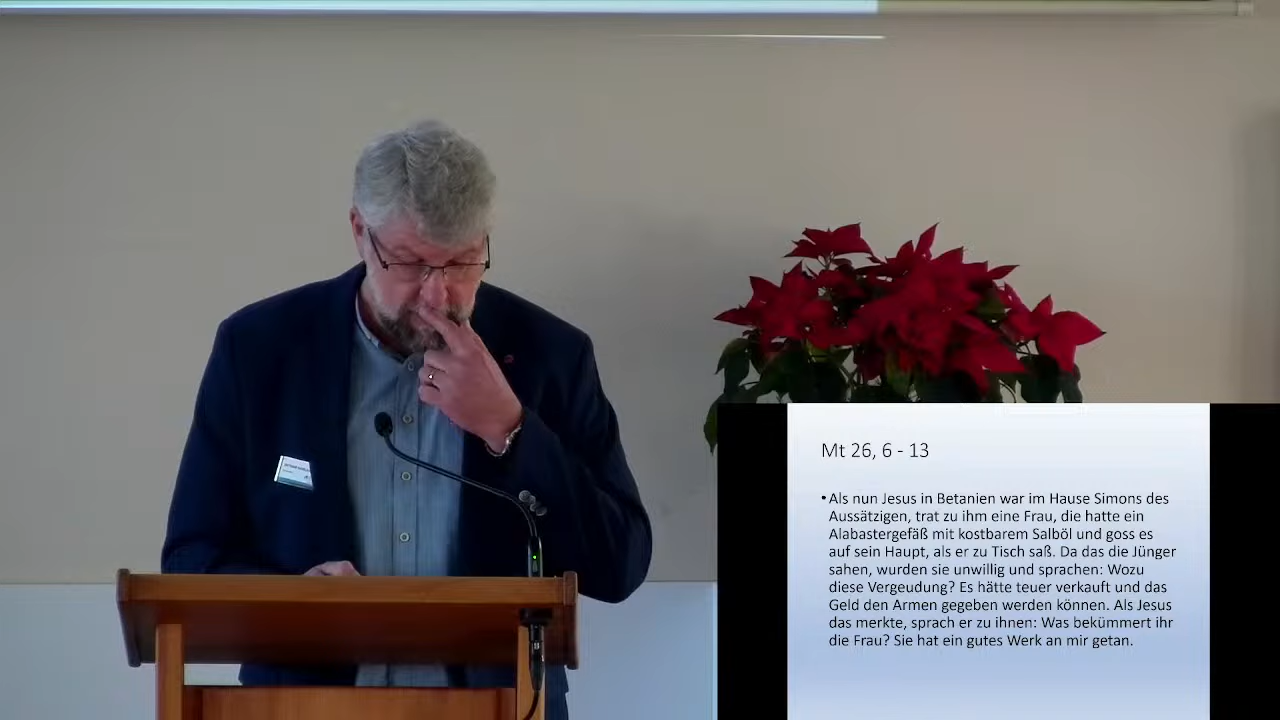 Mt 26, 6 - 13
•Als nun Jesus in Betanien war im Hause Simons des
Aussätzigen, trat zu ihm eine Frau, die hatte ein
Alabastergefäß mit kostbarem Salböl und goss es
auf sein Haupt, als er zu Tisch saß. Da das die Jünger
sahen, wurden sie unwillig und sprachen: Wozu
diese Vergeudung? Es hätte teuer verkauft und das
Geld den Armen gegeben werden können. Als Jesus
das merkte, sprach er zu ihnen: Was bekümmert ihr
die Frau? Sie hat ein gutes Werk an mir getan.